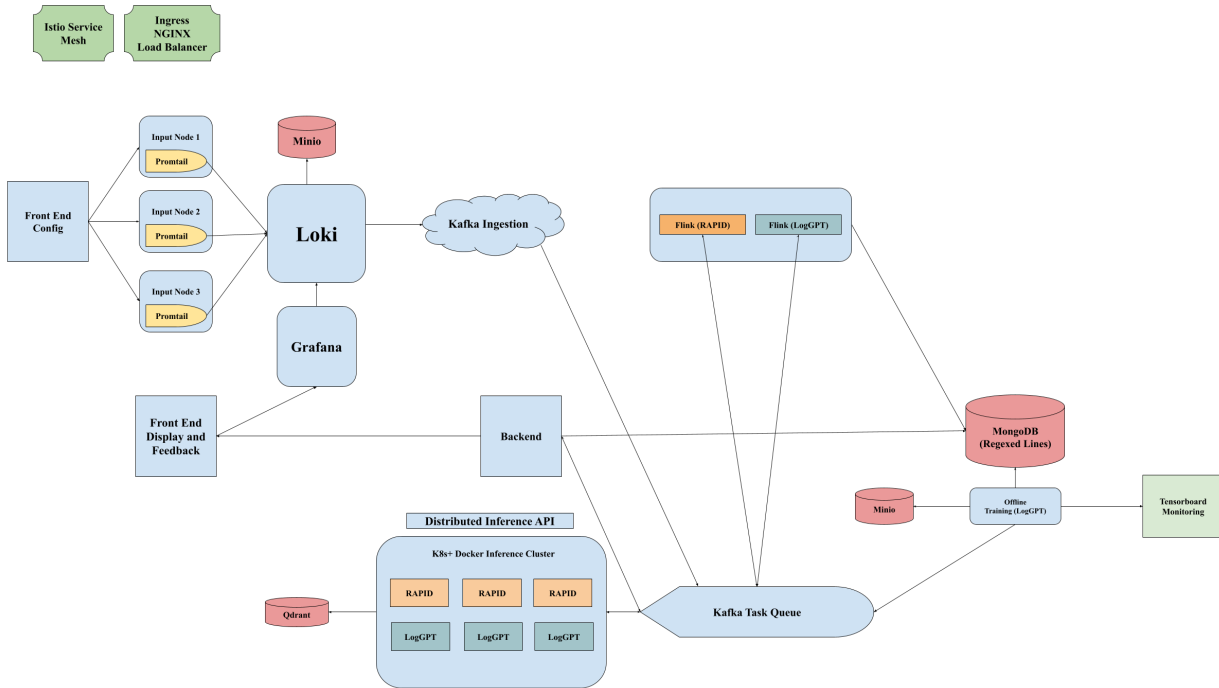 Istio Service
Mesh
Ingress
NGINX
Load Balancer
Front End
Config
Input Node 1
Promtail
Input Node 2
Promtail
Input Node 3
Promtail
Minio
Loki
Grafana
Kafka Ingestion
Flink (RAPID)
Flink (LogGPT)
Front End
Display and
Feedback
Backend
MongoDB
(Regexed Lines)
Minio
Offline
Training (LogGPT)
Tensorboard
Monitoring
Distributed Inference API
K8s+ Docker Inference Cluster
RAPID
RAPID
RAPID
LogGPT
LogGPT
LogGPT
Qdrant
Kafka Task Queue